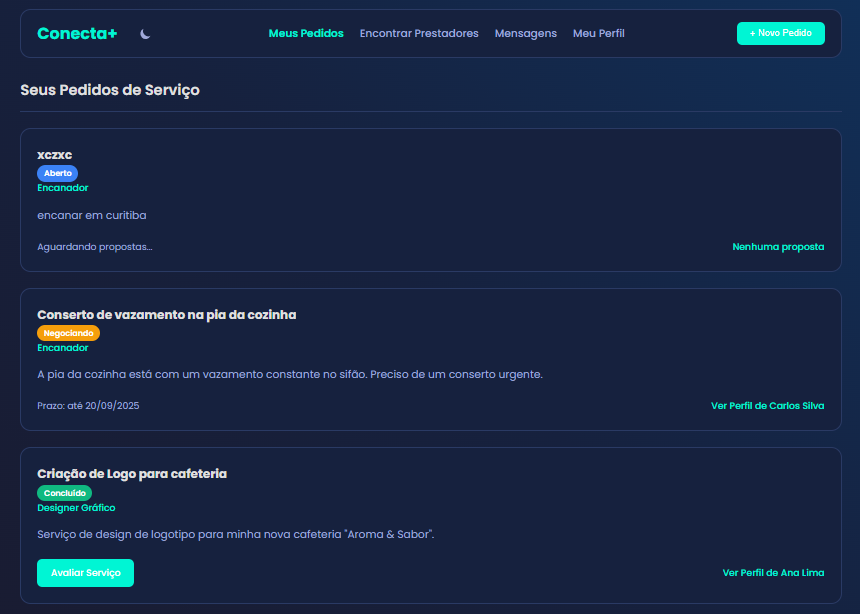 Conecta+
Meus Pedidos Encontrar Prestadores Mensagens Meu Perfil
+ Novo Pedido
Seus Pedidos de Serviço
xczxc
Aberto
Encanador
encanar em curitiba
Aguardando propostas...
Nenhuma proposta
Conserto de vazamento na pia da cozinha
Negociando
Encanador
A pia da cozinha está com um vazamento constante no sifão. Preciso de um conserto urgente.
Prazo: até 20/09/2025
Ver Perfil de Carlos Silva
Criação de Logo para cafeteria
Concluído
Designer Gráfico
Serviço de design de logotipo para minha nova cafeteria "Aroma & Sabor".
Avaliar Serviço
Ver Perfil de Ana Lima